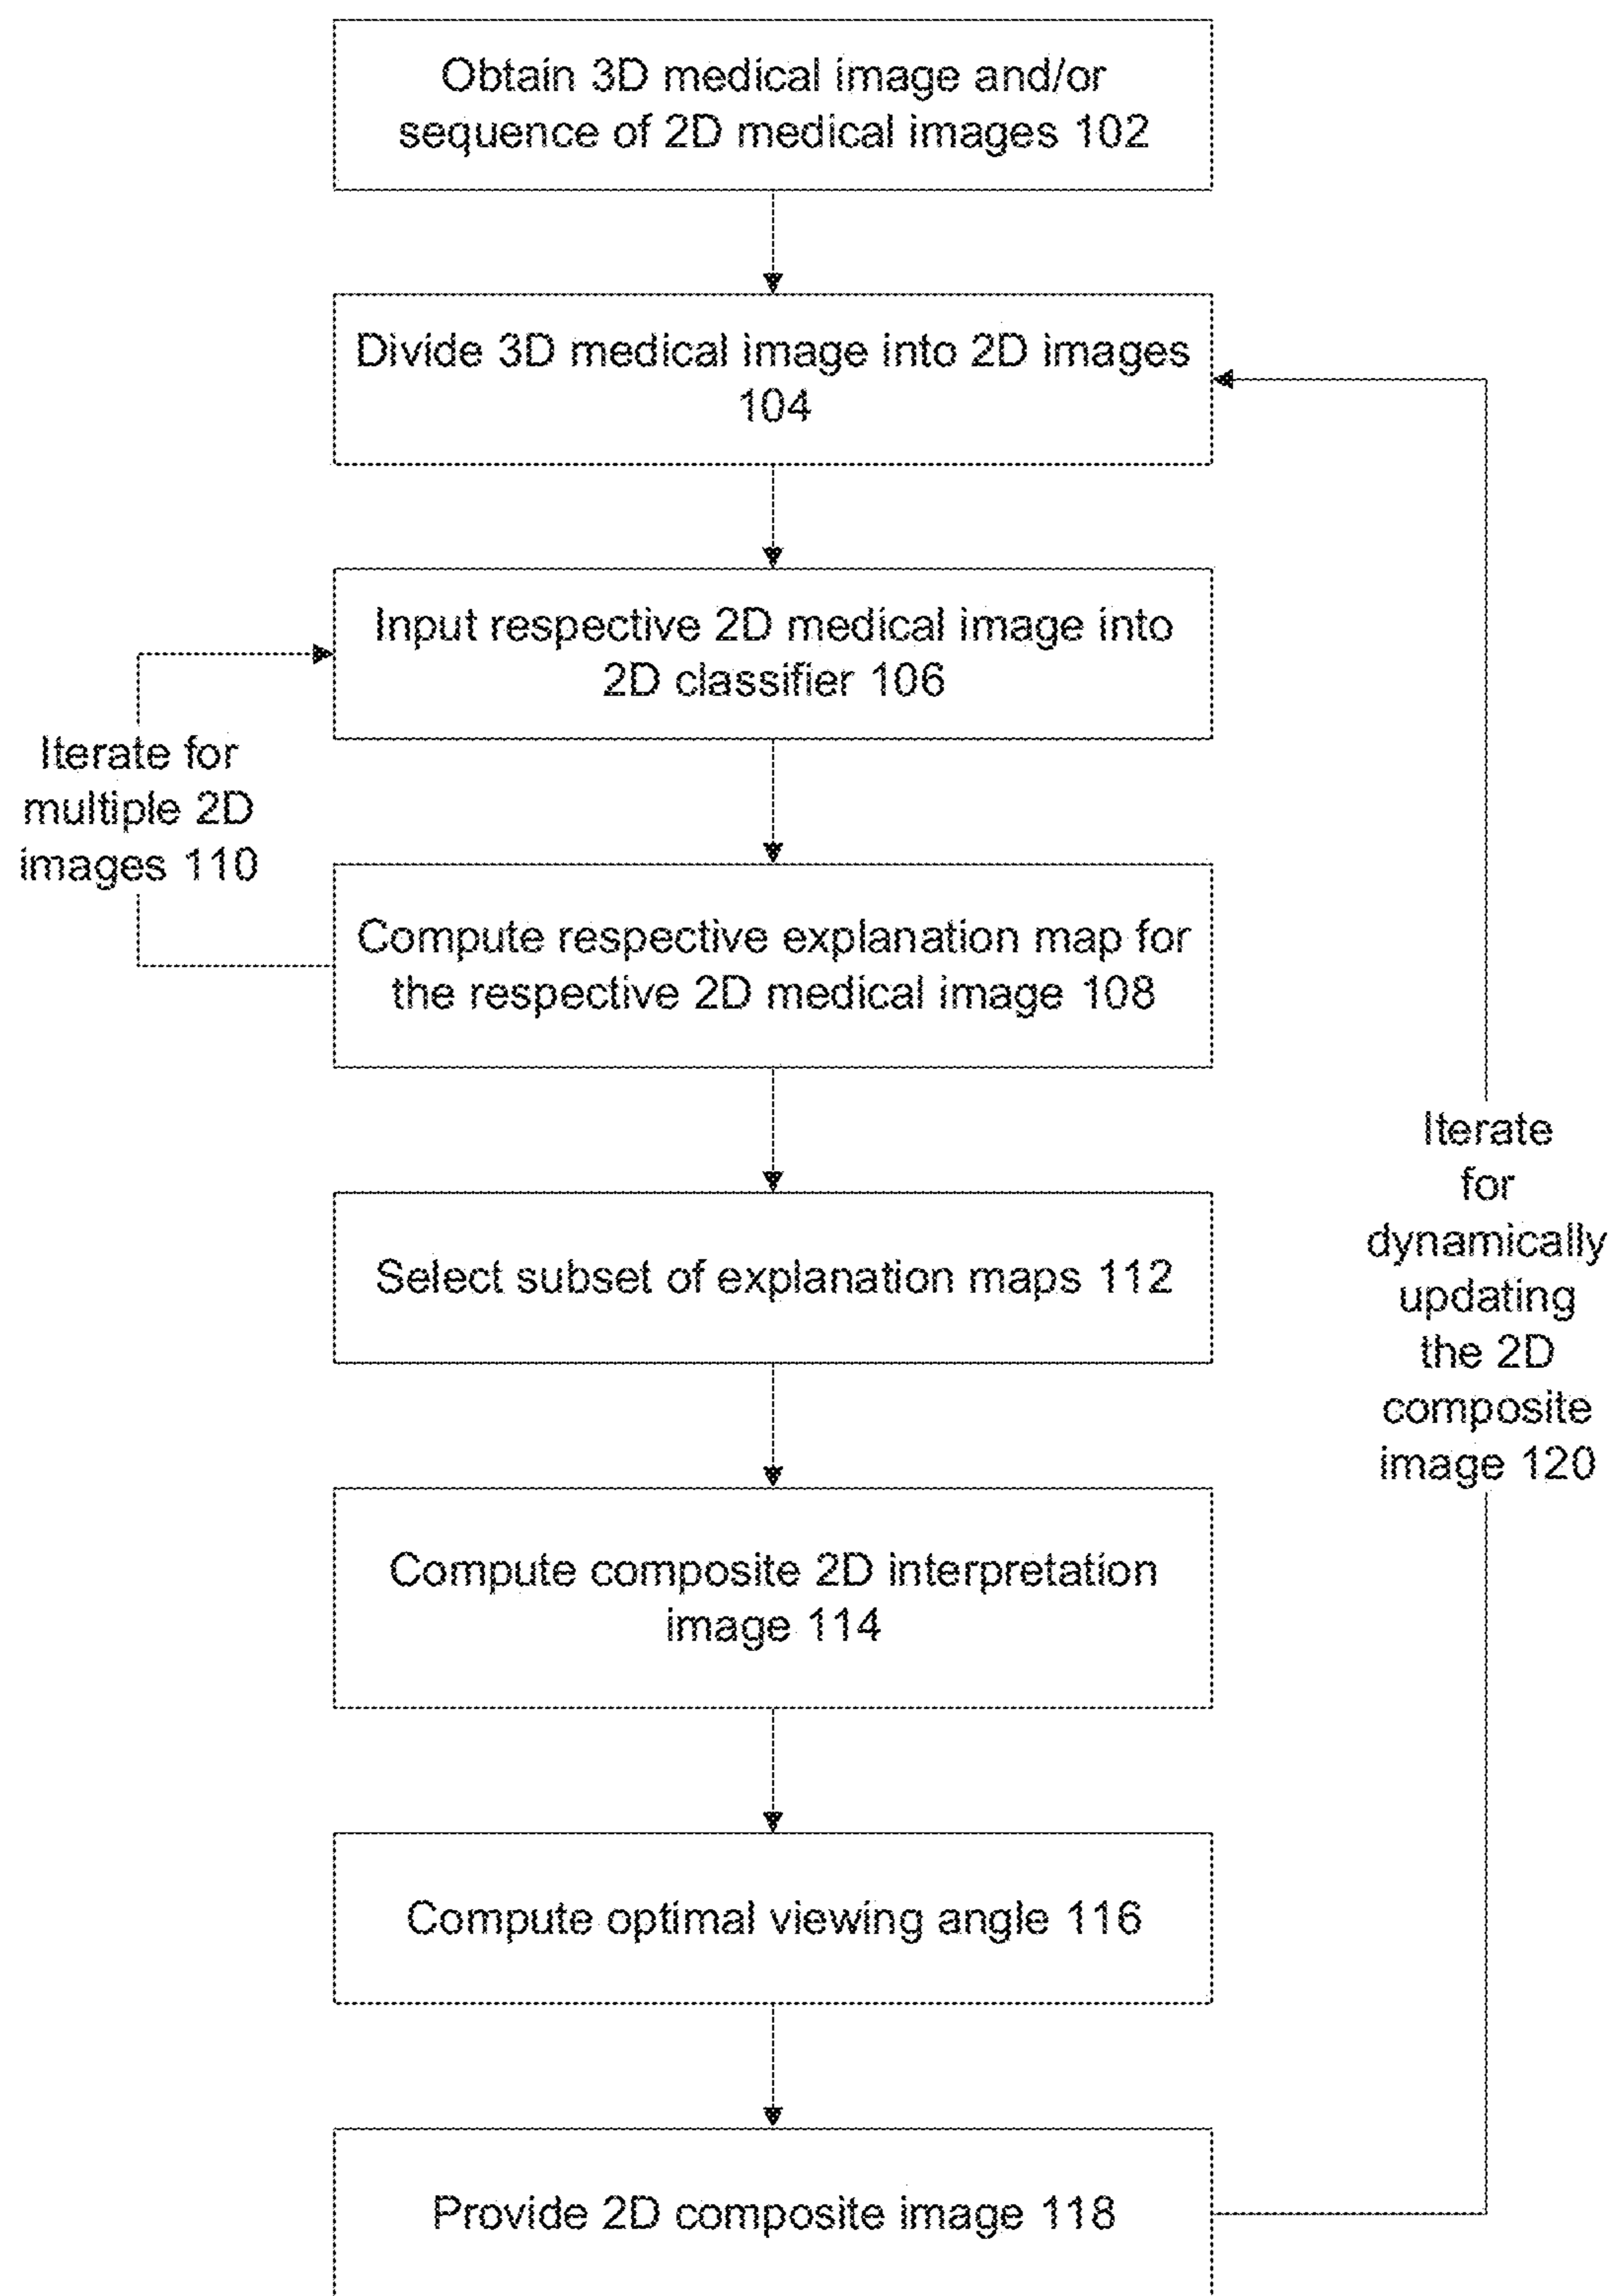 Obtain 3D medical image and/or
sequence of 2D medical images 102
Divide 3D medical image into 2D images
104
Input respective 2D medical image into
2D classifier 106
Iterate for
multiple 2D
images 110
Compute respective explanation map for
the respective 2D medical image 108
Select subset of explanation maps 112
Iterate
for
dynamically
updating
the 2D
composite
image 120
Compute composite 2D interpretation
image 114
Compute optimal viewing angle 116
Provide 2D composite image 118